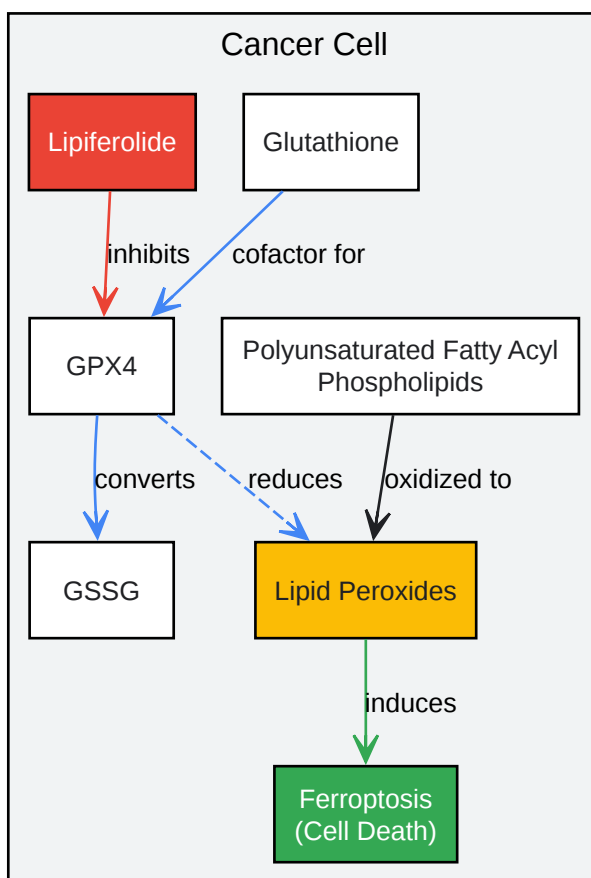 Cancer Cell
Lipiferolide
Glutathione
inhibits
cofactor for
GPX4
Polyunsaturated Fatty Acyl
Phospholipids
converts
reduces
oxidized to
GSSG
Lipid Peroxides
induces
Ferroptosis
(Cell Death)